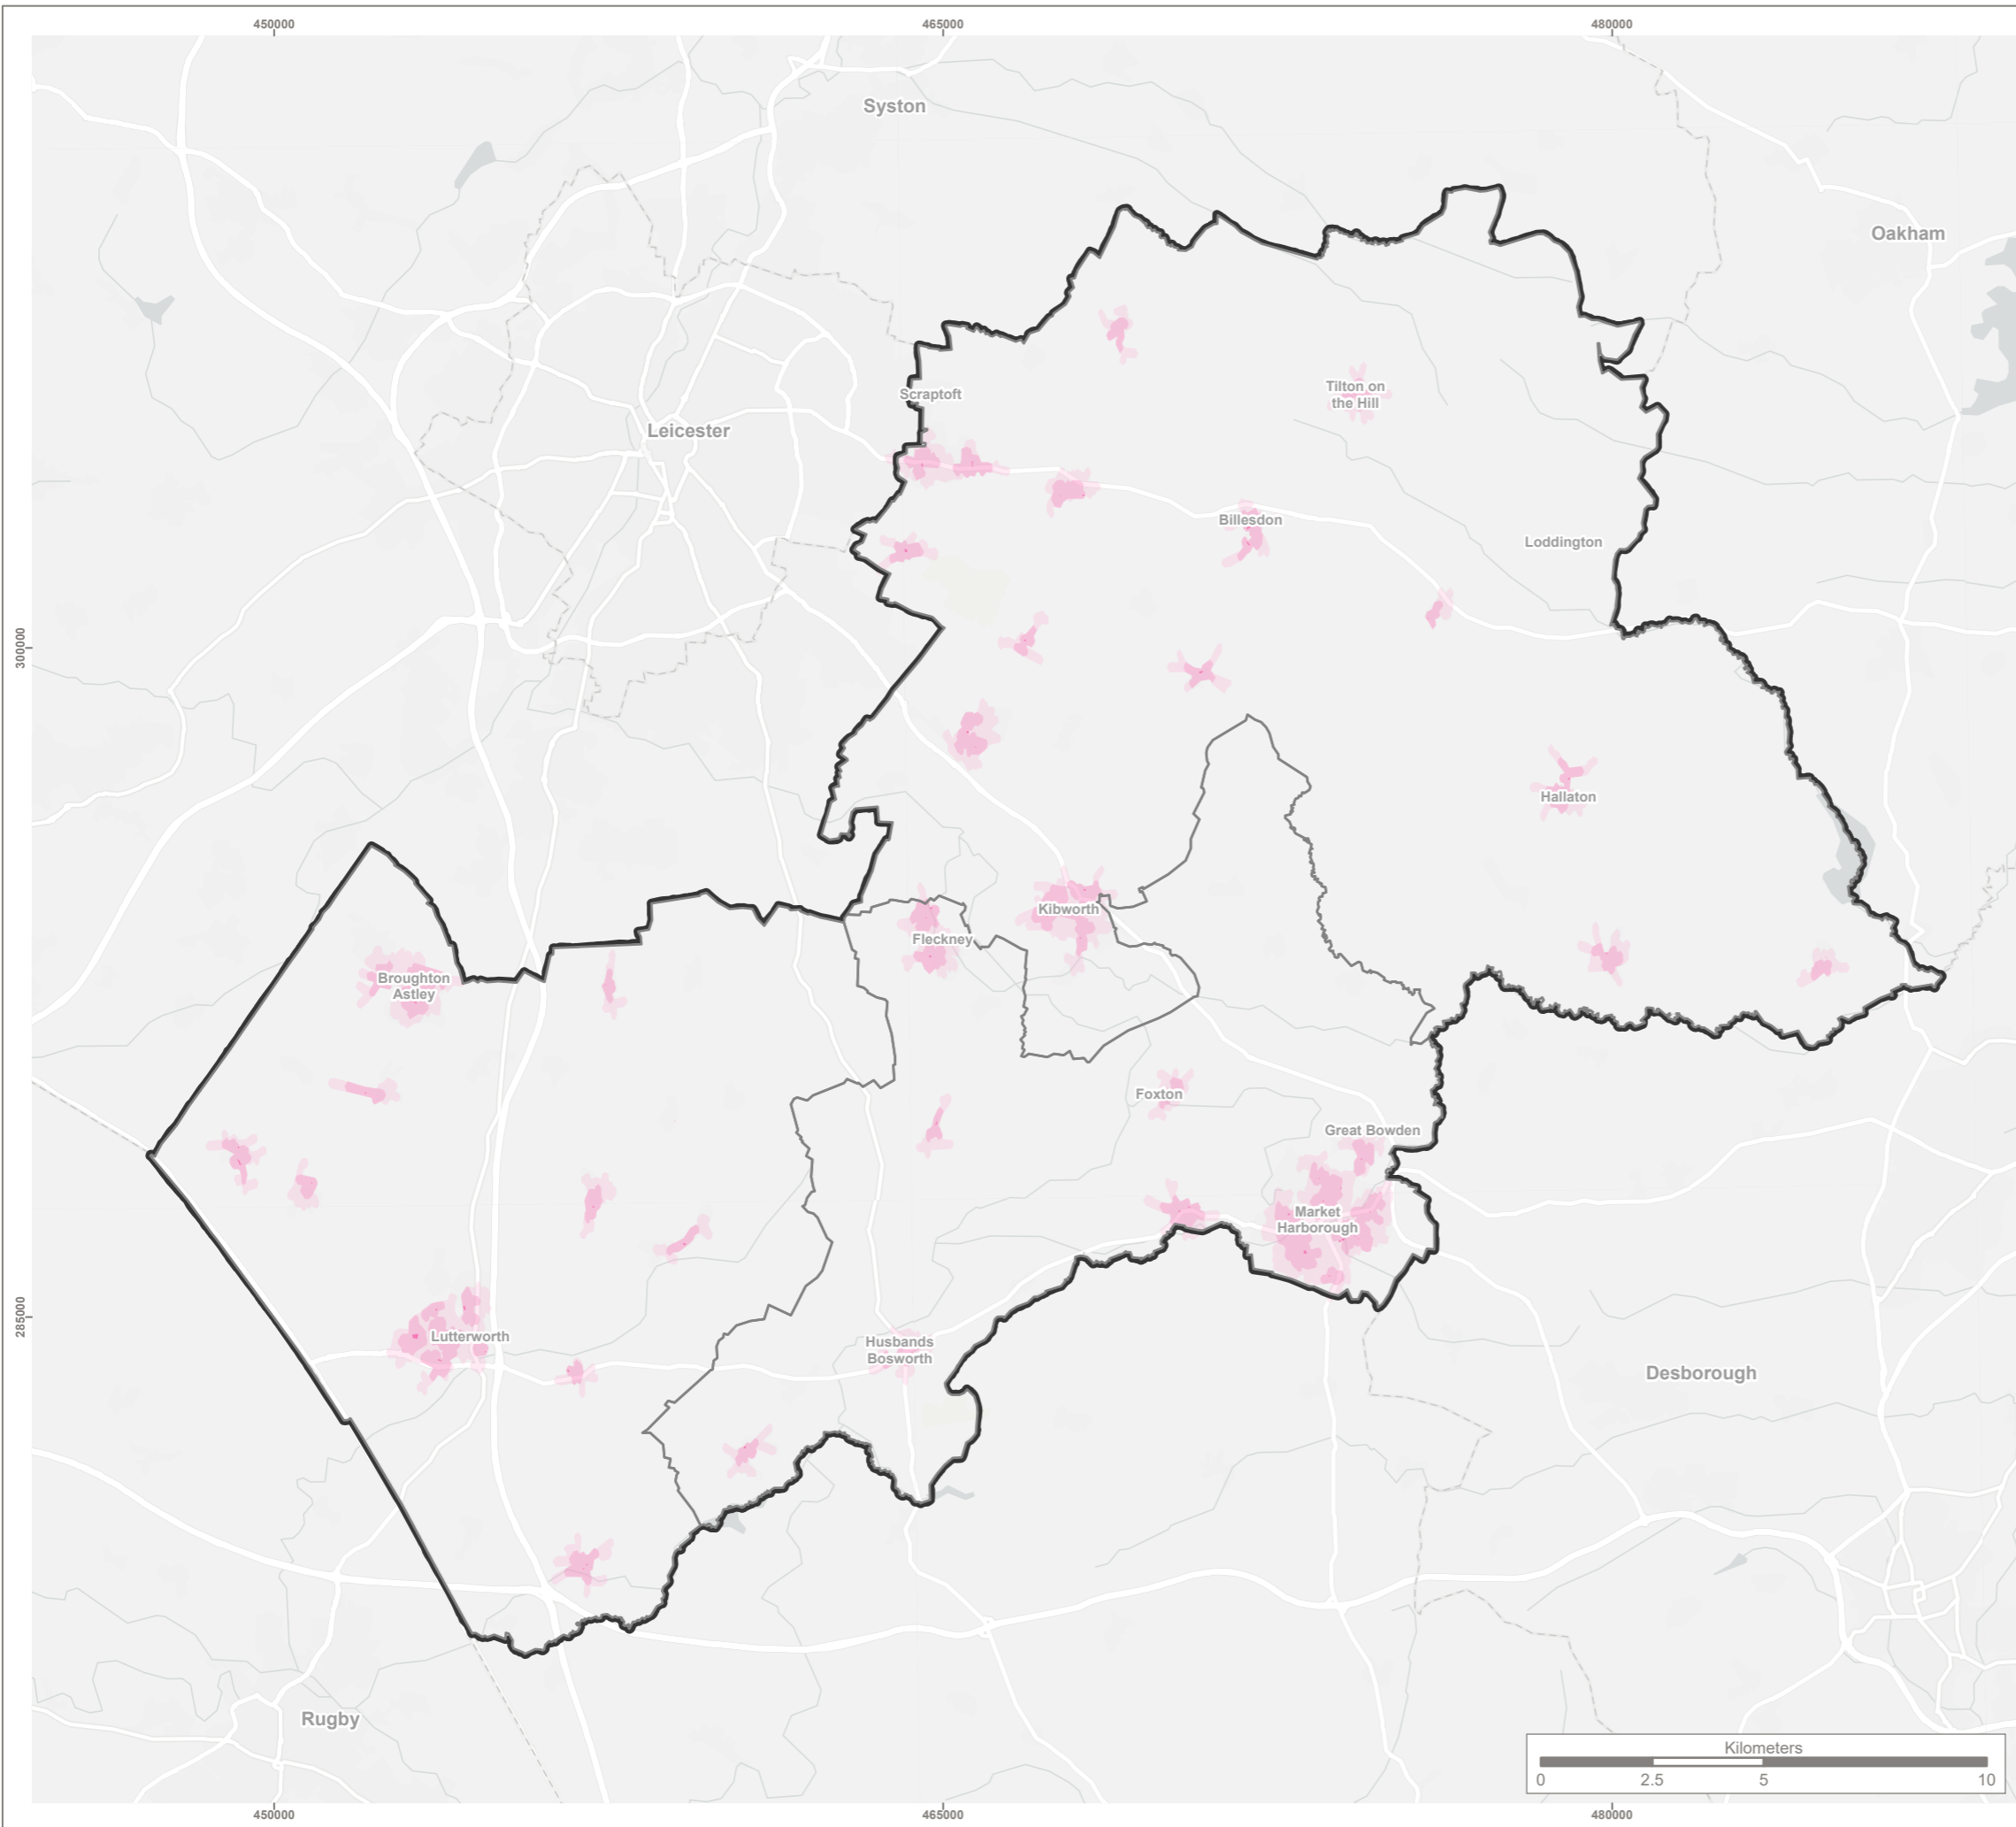 450000
465000
480000
Syston
Oakham
Scraptoft
Tilton on
the Hill
Leicester
Billesdon
Loddington
300000
Hallaton
Kibworth
Fleckney
Broughton
Astley
Foxton
Great Bowden
Market
Harborough
285000
Lutterworth
Husbands
Bosworth
Desborough
Rugby
Kilometers
0
2.5
5
10
450000
465000
480000